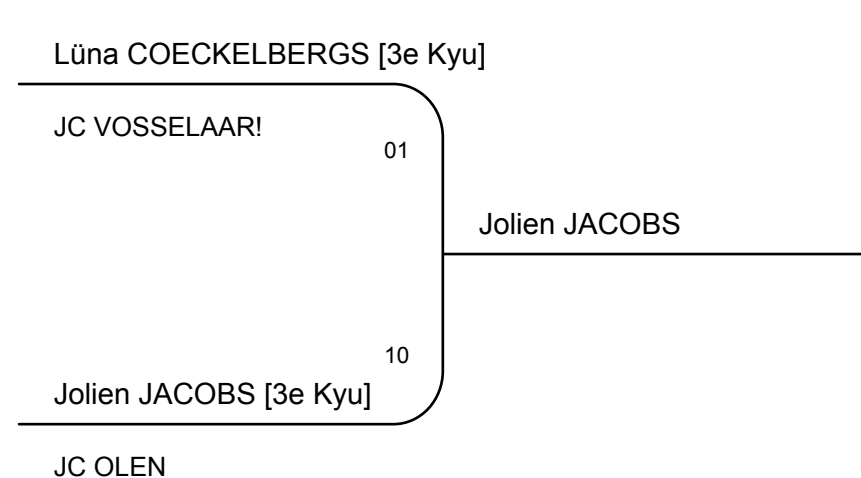 Lüna COECKELBERGS [3e Kyu]
JC VOSSELAAR!
01
Jolien JACOBS
10
Jolien JACOBS [3e Kyu]
JC OLEN